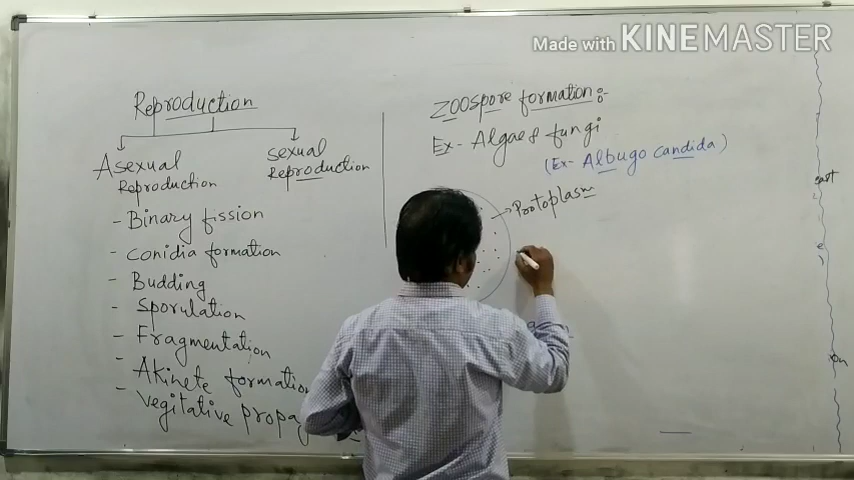 Made with KINEMASTER
Reproduction
Asexual
Reproduction
sexual
Reproduction
- Binary fission
- Conidia formation
- Budding
- Sporulation
- Fragmentation
- Akinete formation
- Vegitative propag
Zoospore formation :-
Ex- Algae & fungi
(Ex- Albugo candida)
Protoplasm